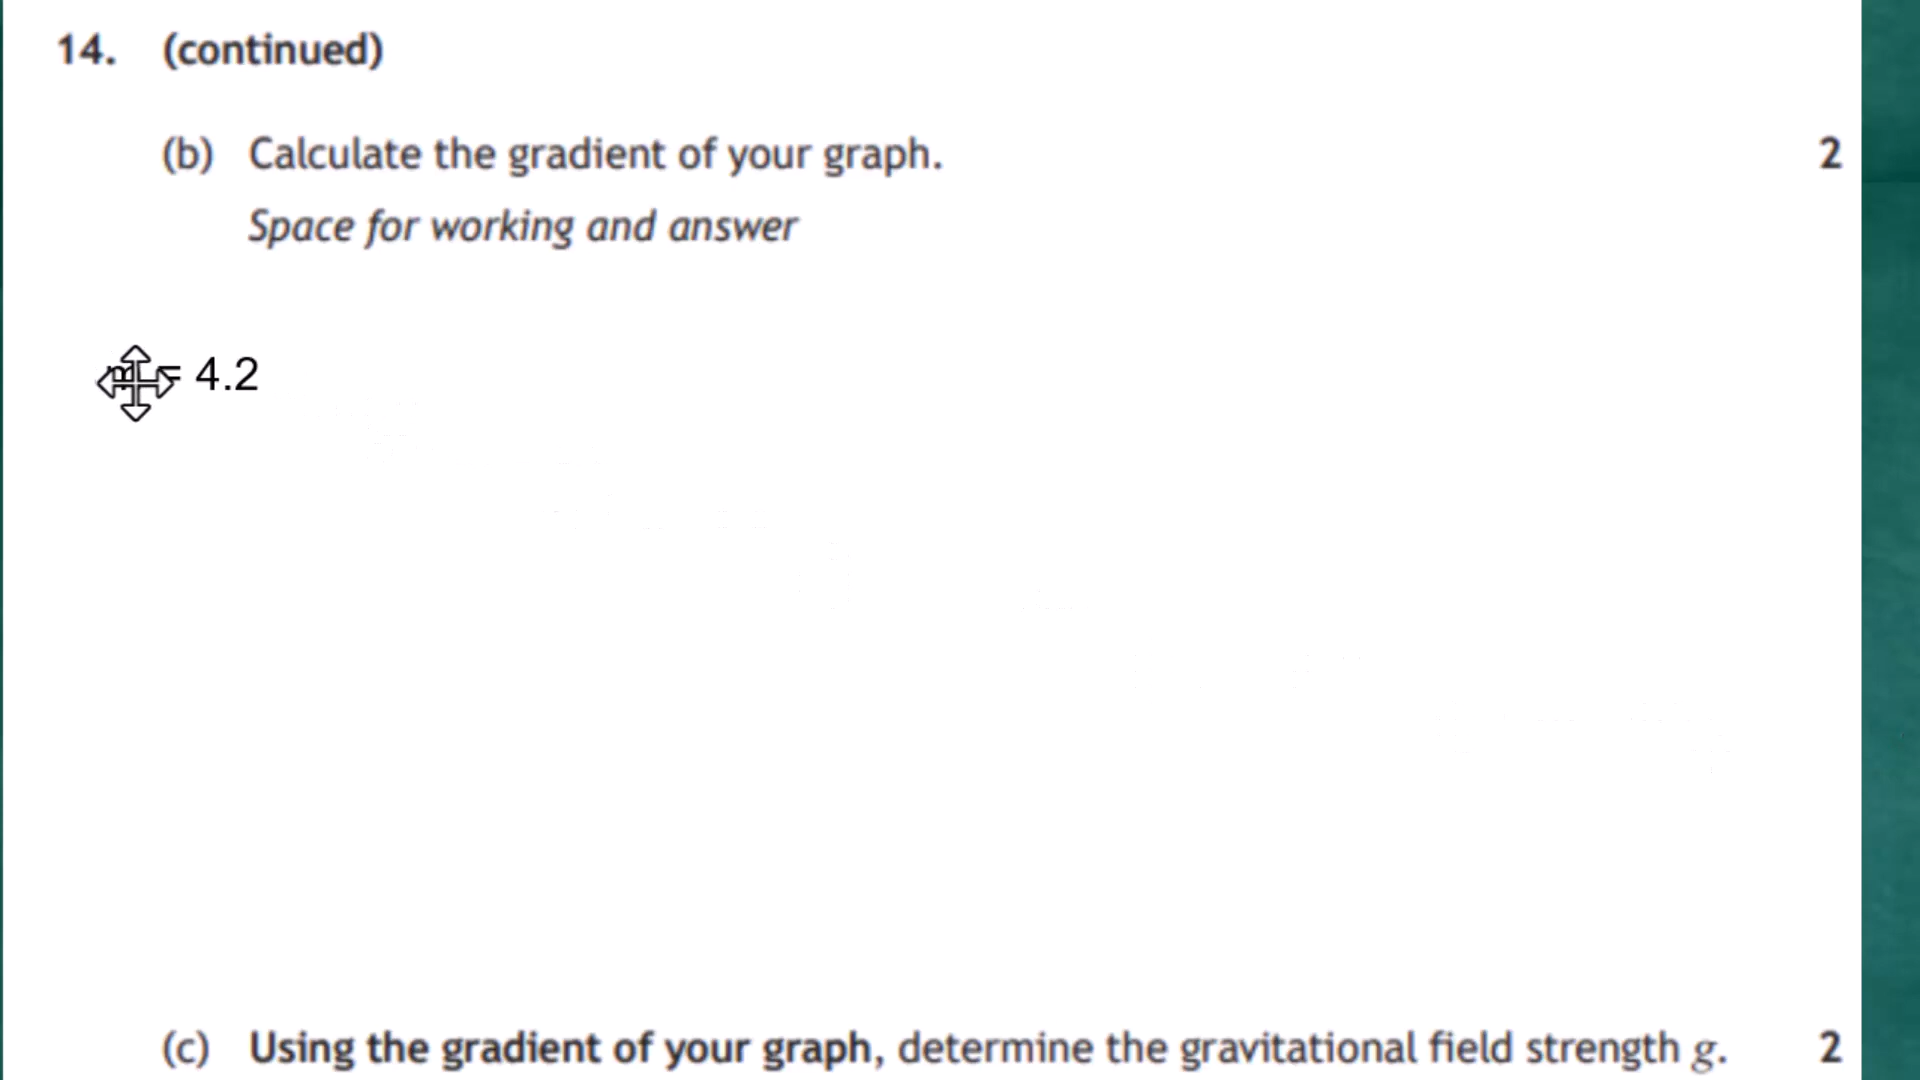 14. (continued)
(b) Calculate the gradient of your graph. 2
Space for working and answer
= 4.2
(c) Using the gradient of your graph, determine the gravitational field strength g. 2